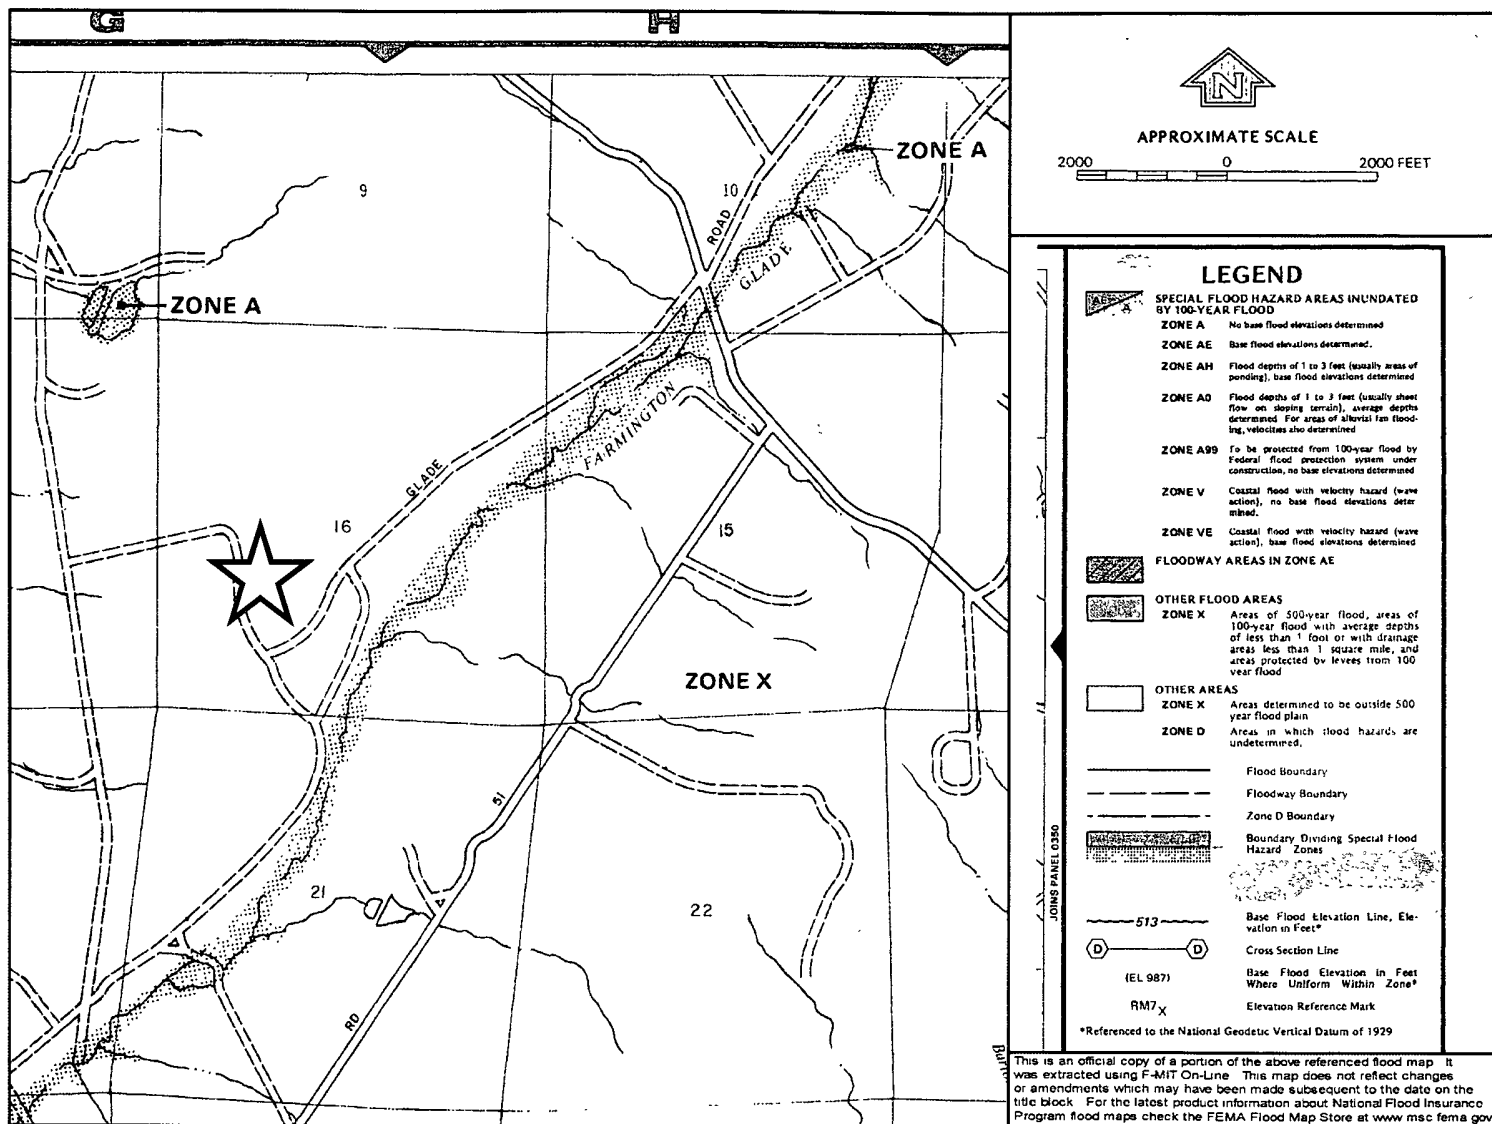 G
H
ZONE A
9
10
ROAD
GLADE
ZONE A
FARMINGTON
GLADE
16
15
ZONE X
51
21
22
RD
N
APPROXIMATE SCALE
2000 0 2000 FEET
JOINS PANEL 0350
LEGEND
SPECIAL FLOOD HAZARD AREAS INUNDATED
BY 100-YEAR FLOOD
ZONE A No base flood elevations determined
ZONE AE Base flood elevations determined.
ZONE AH Flood depths of 1 to 3 feet (usually areas of
ponding), base flood elevations determined
ZONE A0 Flood depths of 1 to 3 feet (usually sheet
flow on sloping terrain), average depths
determined For areas of alluvial fan flood-
ing, velocities also determined
ZONE A99 To be protected from 100-year flood by
Federal flood protection system under
construction, no base elevations determined
ZONE V Coastal flood with velocity hazard (wave
action), no base flood elevations deter
mined.
ZONE VE Coastal flood with velocity hazard (wave
action), base flood elevations determined
FLOODWAY AREAS IN ZONE AE
OTHER FLOOD AREAS
ZONE X Areas of 500-year flood, areas of
100-year flood with average depths
of less than 1 foot or with drainage
areas less than 1 square mile, and
areas protected by levees from 100
year flood
OTHER AREAS
ZONE X Areas determined to be outside 500
year flood plain
ZONE D Areas in which flood hazards are
undetermined.
Flood Boundary
Floodway Boundary
Zone D Boundary
Boundary Dividing Special Flood
Hazard Zones
513 Base Flood Elevation Line, Ele-
vation in Feet*
D D Cross Section Line
(EL 987) Base Flood Elevation in Feet
Where Uniform Within Zone*
RM7X Elevation Reference Mark
*Referenced to the National Geodetic Vertical Datum of 1929
This is an official copy of a portion of the above referenced flood map It
was extracted using F-MIT On-Line This map does not reflect changes
or amendments which may have been made subsequent to the date on the
title block For the latest product information about National Flood Insurance
Program flood maps check the FEMA Flood Map Store at www msc fema gov